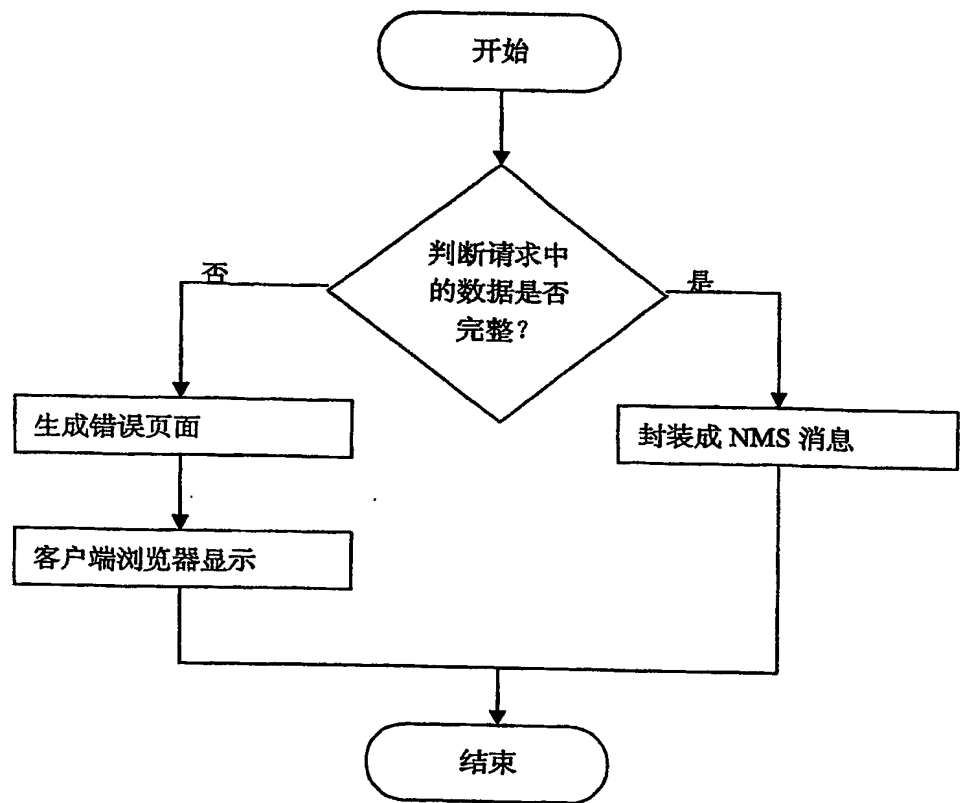 开始
判断请求中
的数据是否
完整？
否
是
生成错误页面
封装成 NMS 消息
客户端浏览器显示
结束